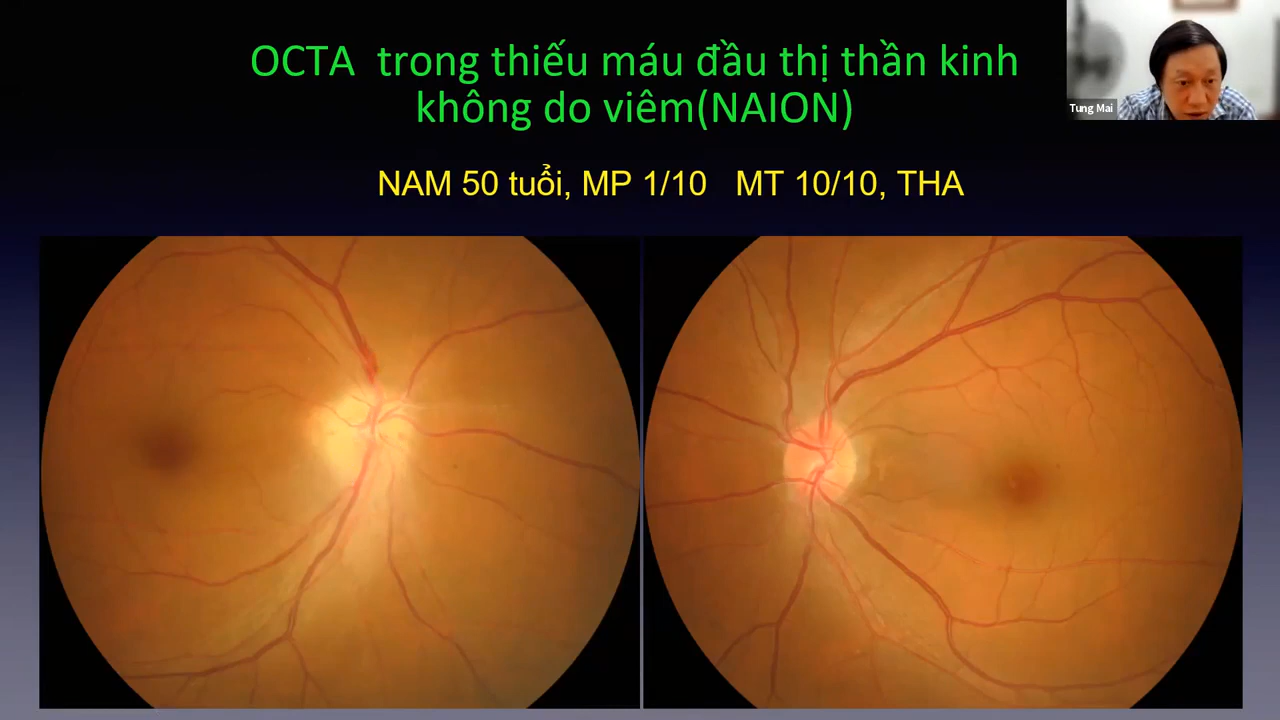 OCTA trong thiếu máu đầu thị thần kinh
không do viêm(NAION)
Tung Mai
NAM 50 tuổi, MP 1/10 MT 10/10, THA